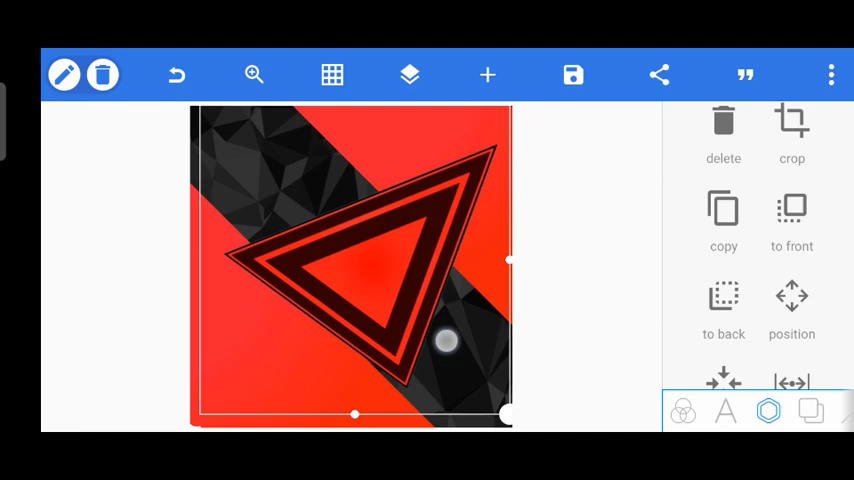 delete
crop
copy
to front
to back
position